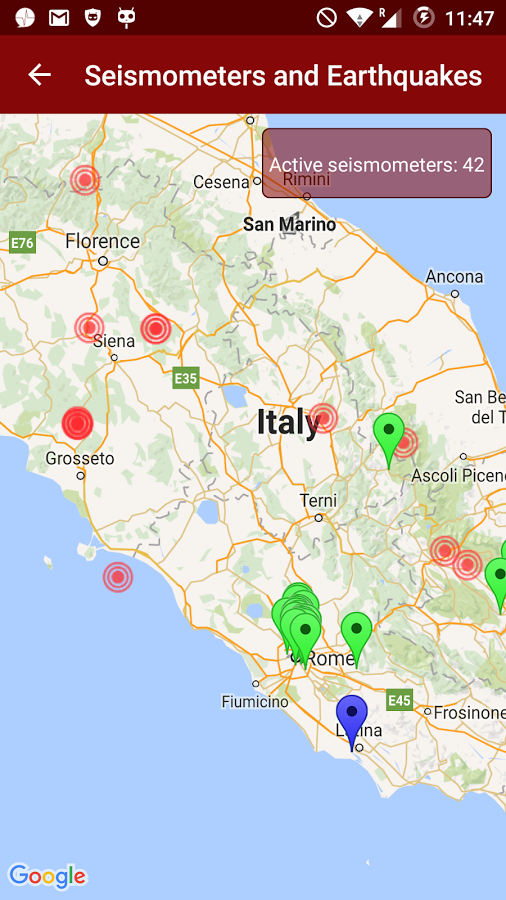 R
11:47
Seismometers and Earthquakes
Active seismometers: 42
Cesena
Rimini
San Marino
E76
Florence
Ancona
Siena
E35
San Be
del T
Italy
Grosseto
Ascoli Picen
Terni
Rome
E45
Fiumicino
Frosinone
Latina
Google